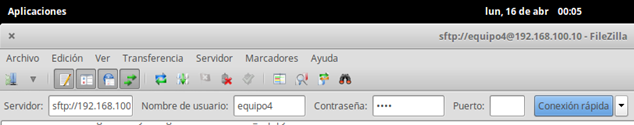 Aplicaciones lun, 16 de abr 00:05
sftp://equipo4@192.168.100.10 - FileZilla
Archivo Edición Ver Transferencia Servidor Marcadores Ayuda
Servidor: sftp://192.168.100 Nombre de usuario: equipo4 Contraseña: •••• Puerto: Conexión rápida